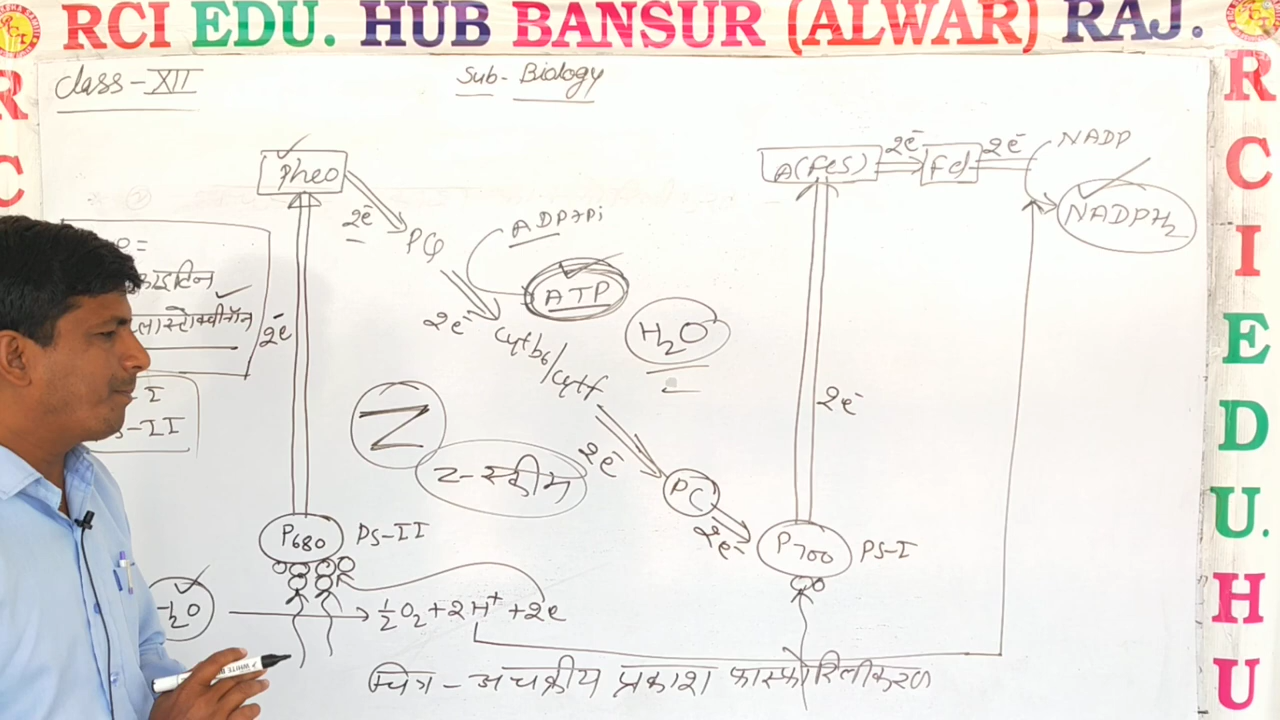 RCI EDU. HUB BANSUR (ALWAR) RAJ.
R
C
R
C
I
E
D
U.
H
U
Class - XII
Sub - Biology
Pheo
2e⁻
PQ
ADP+Pi
ATP
2e⁻
Cytb6/Cytf
2e⁻
PC
2e⁻
H₂O
Z
Z-स्कीम
2e⁻
P680 PS-II
½O₂ + 2H⁺ + 2e
A(FeS)
2e⁻
Fd
2e⁻
NADP
NADPH₂
2e⁻
P700 PS-I
चित्र - अचक्रीय प्रकाश फास्फोरिलीकरण